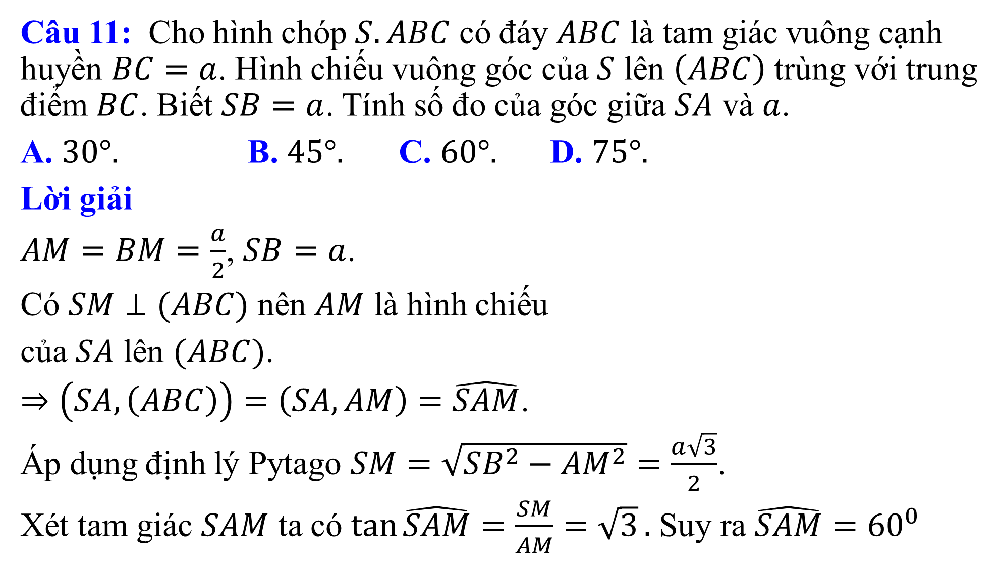 Câu 11: Cho hình chóp S.ABC có đáy ABC là tam giác vuông cạnh
huyền BC = a. Hình chiếu vuông góc của S lên (ABC) trùng với trung
điểm BC. Biết SB = a. Tính số đo của góc giữa SA và a.
A. 30°. B. 45°. C. 60°. D. 75°.
Lời giải
AM = BM = \frac{a}{2}, SB = a.
Có SM ⊥ (ABC) nên AM là hình chiếu
của SA lên (ABC).
⇒ (SA, (ABC)) = (SA, AM) = \widehat{SAM}.
Áp dụng định lý Pytago SM = \sqrt{SB^2 − AM^2} = \frac{a\sqrt{3}}{2}.
Xét tam giác SAM ta có tan \widehat{SAM} = \frac{SM}{AM} = \sqrt{3}. Suy ra \widehat{SAM} = 60^0